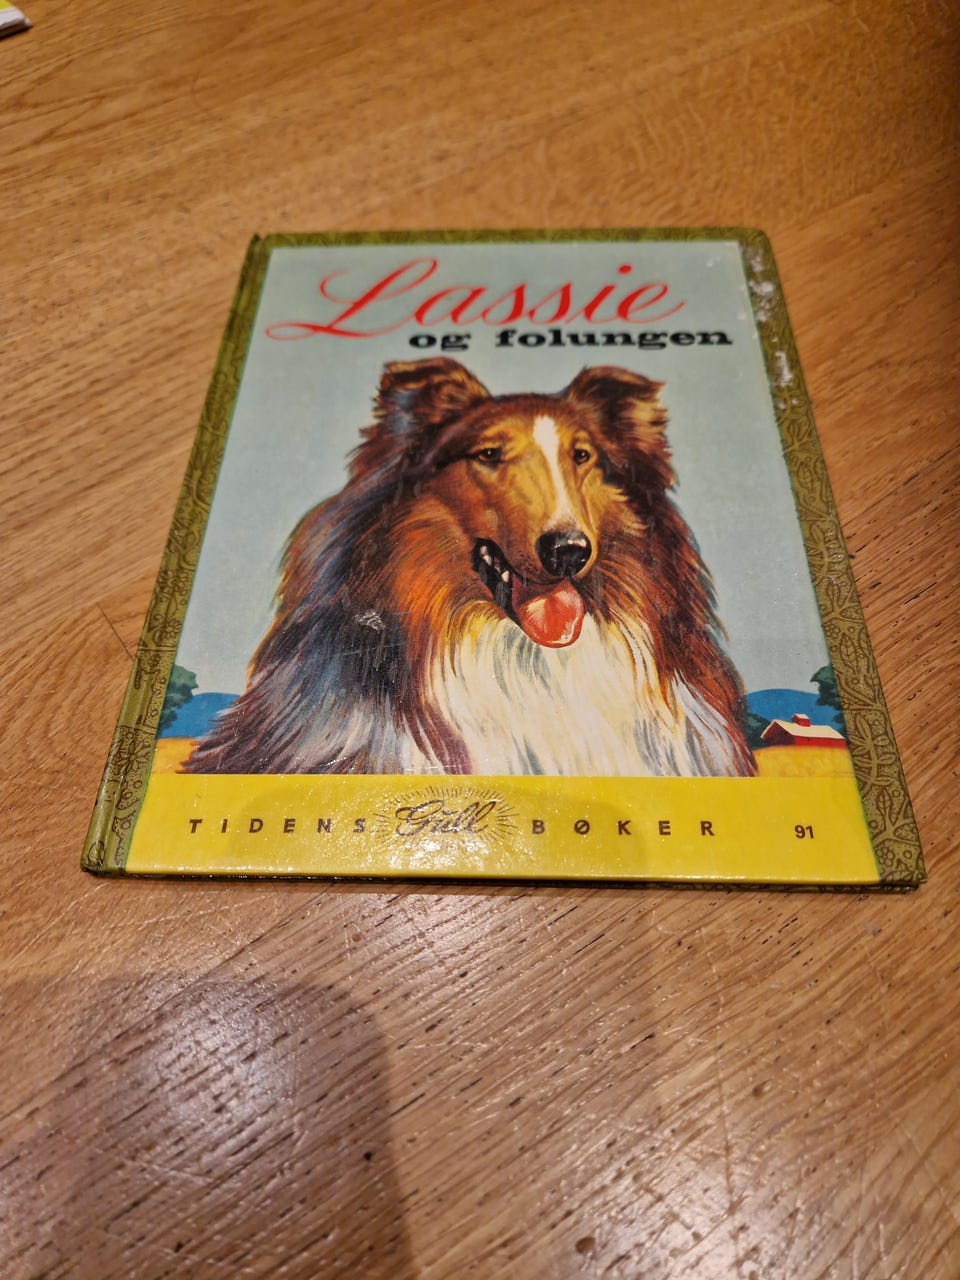 Lassie
og folungen
TIDENS Gull BØKER 91